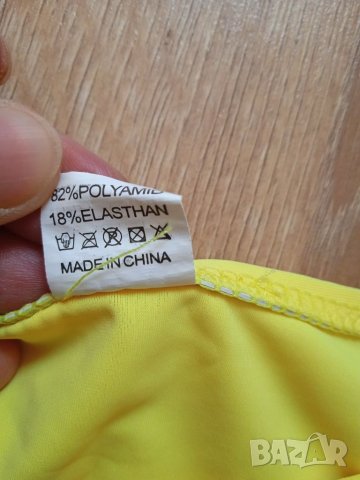 82%POLYAMID
18%ELASTHAN
MADE IN CHINA
BAZAR